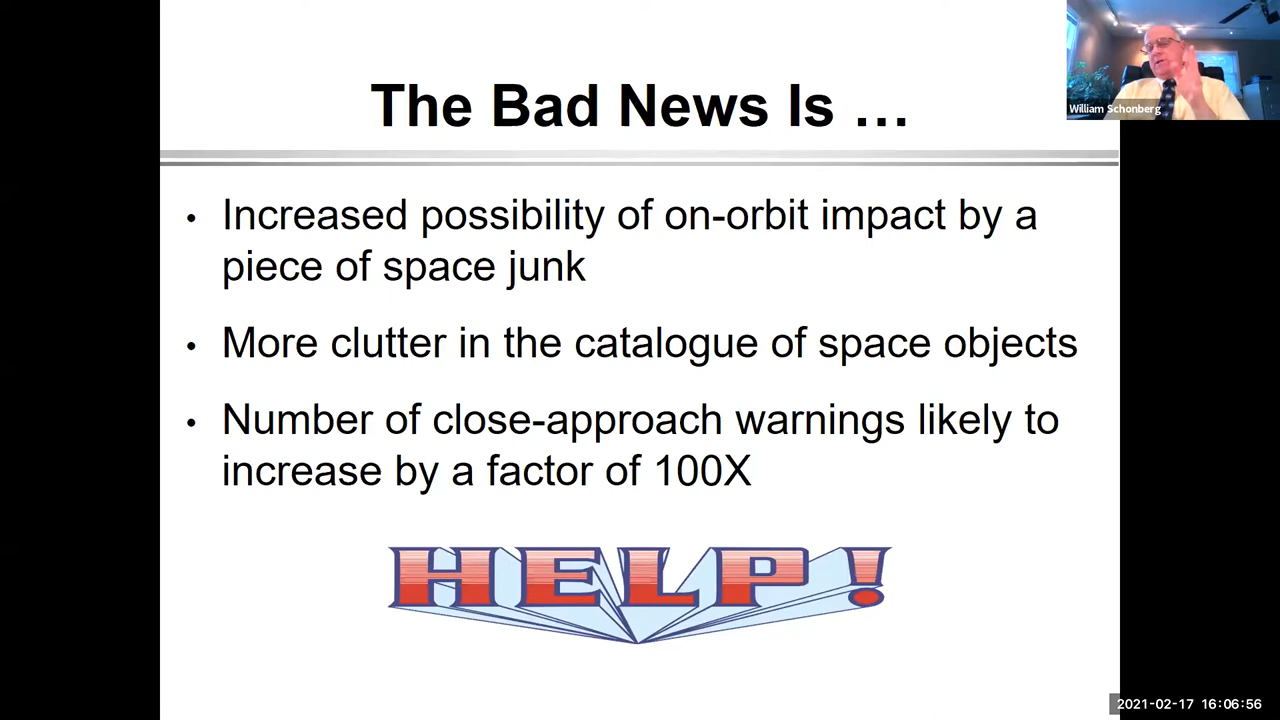 The Bad News Is …
William Schonberg
• Increased possibility of on-orbit impact by a
piece of space junk
• More clutter in the catalogue of space objects
• Number of close-approach warnings likely to
increase by a factor of 100X
HELP!
2021-02-17 16:06:56